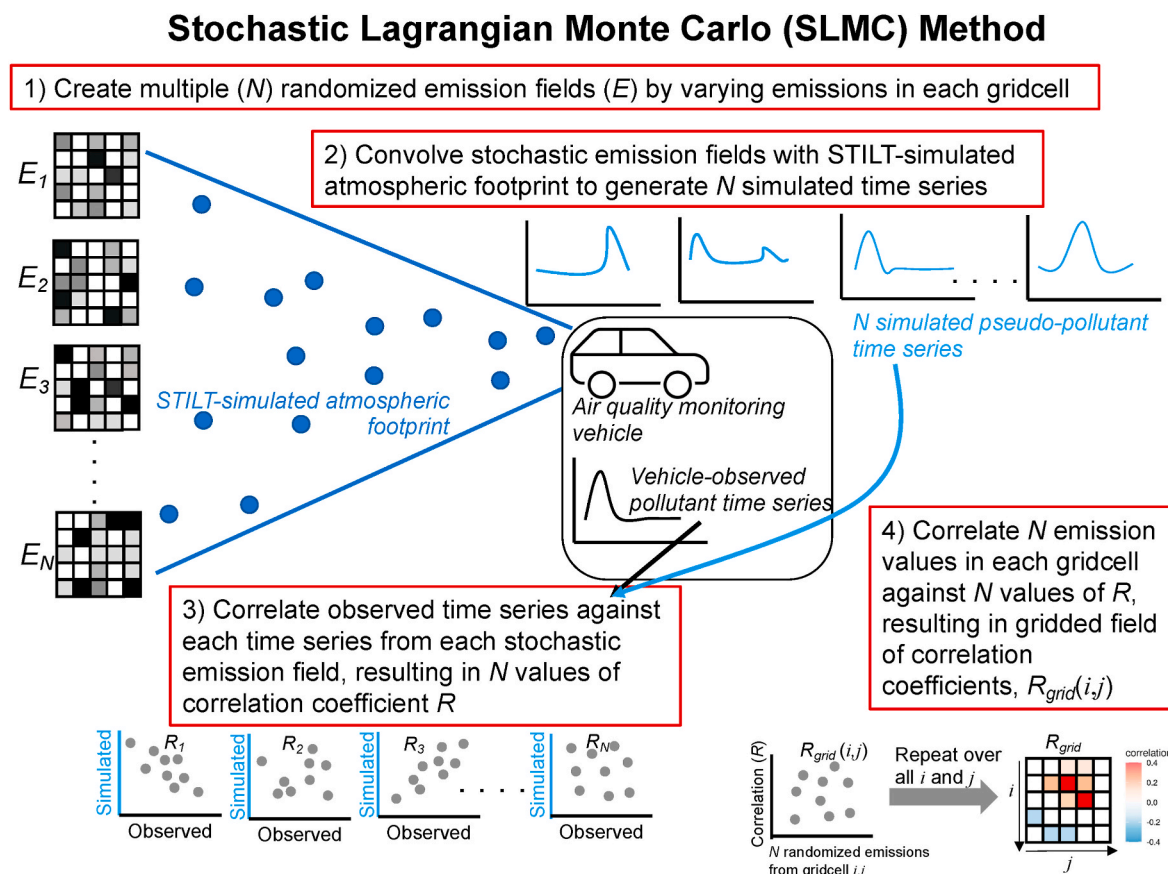 Stochastic Lagrangian Monte Carlo (SLMC) Method
1) Create multiple (N) randomized emission fields (E) by varying emissions in each gridcell
2) Convolve stochastic emission fields with STILT-simulated
atmospheric footprint to generate N simulated time series
E1
E2
E3
EN
STILT-simulated atmospheric
footprint
N simulated pseudo-pollutant
time series
Air quality monitoring
vehicle
Vehicle-observed
pollutant time series
3) Correlate observed time series against
each time series from each stochastic
emission field, resulting in N values of
correlation coefficient R
4) Correlate N emission
values in each gridcell
against N values of R,
resulting in gridded field
of correlation
coefficients, Rgrid(i,j)
Simulated
R1
Observed
Simulated
R2
Observed
Simulated
R3
Observed
Simulated
RN
Observed
Correlation (R)
Rgrid (i,j)
N randomized emissions
from gridcell i,j
Repeat over
all i and j
Rgrid
i
j
correlation
0.4
0.2
0.0
-0.2
-0.4